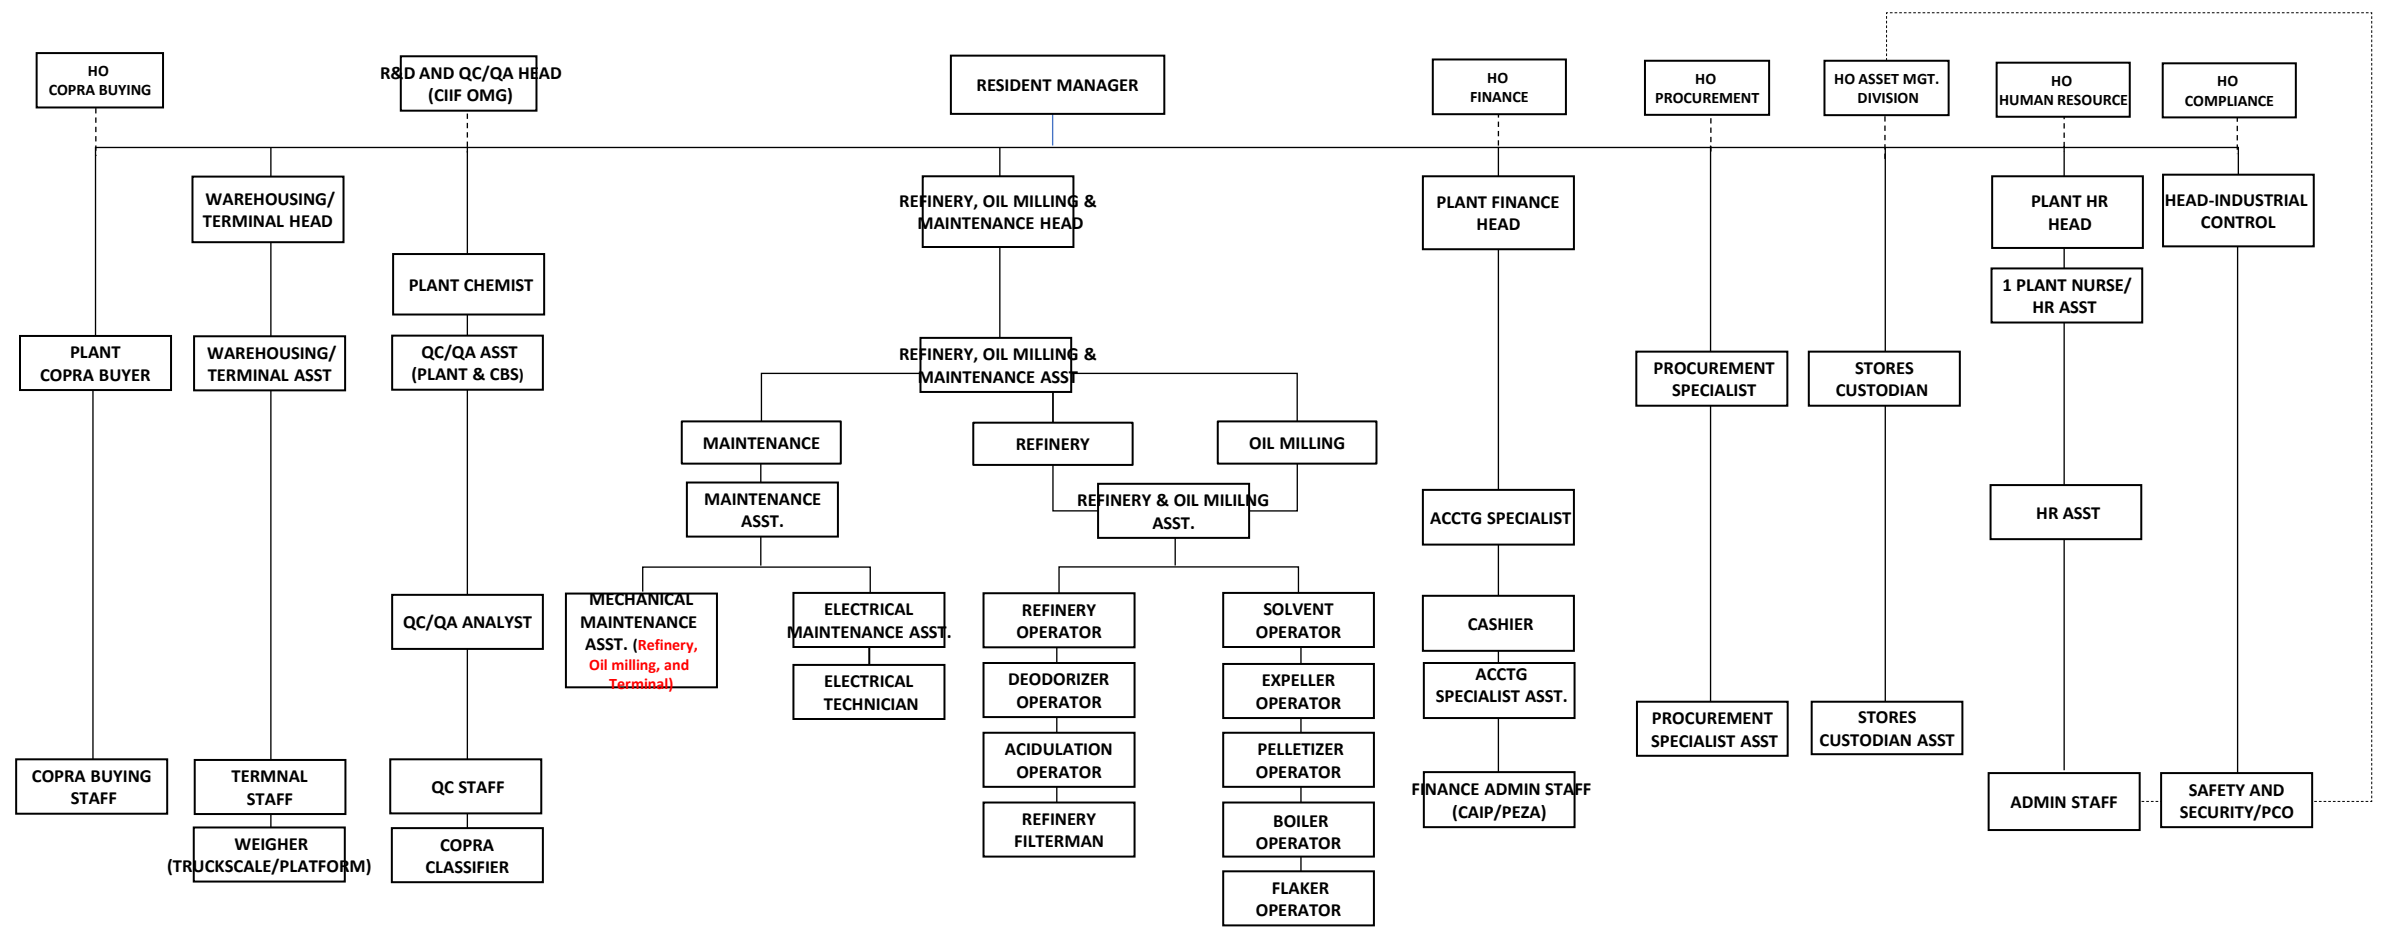 HO
COPRA BUYING
R&D AND QC/QA HEAD
(CIIF OMG)
RESIDENT MANAGER
HO
FINANCE
HO
PROCUREMENT
HO ASSET MGT.
DIVISION
HO
HUMAN RESOURCE
HO
COMPLIANCE
WAREHOUSING/
TERMINAL HEAD
REFINERY, OIL MILLING &
MAINTENANCE HEAD
PLANT FINANCE
HEAD
PLANT HR
HEAD
HEAD-INDUSTRIAL
CONTROL
PLANT CHEMIST
1 PLANT NURSE/
HR ASST
PLANT
COPRA BUYER
WAREHOUSING/
TERMINAL ASST
QC/QA ASST
(PLANT & CBS)
REFINERY, OIL MILLING &
MAINTENANCE ASST
PROCUREMENT
SPECIALIST
STORES
CUSTODIAN
MAINTENANCE
REFINERY
OIL MILLING
MAINTENANCE
ASST.
REFINERY & OIL MILILNG
ASST.
ACCTG SPECIALIST
HR ASST
MECHANICAL
MAINTENANCE
ASST. (Refinery,
Oil milling, and
Terminal)
ELECTRICAL
MAINTENANCE ASST.
REFINERY
OPERATOR
SOLVENT
OPERATOR
QC/QA ANALYST
CASHIER
ELECTRICAL
TECHNICIAN
DEODORIZER
OPERATOR
EXPELLER
OPERATOR
ACCTG
SPECIALIST ASST.
PROCUREMENT
SPECIALIST ASST
STORES
CUSTODIAN ASST
COPRA BUYING
STAFF
TERMNAL
STAFF
QC STAFF
ACIDULATION
OPERATOR
PELLETIZER
OPERATOR
FINANCE ADMIN STAFF
(CAIP/PEZA)
ADMIN STAFF
SAFETY AND
SECURITY/PCO
WEIGHER
(TRUCKSCALE/PLATFORM)
COPRA
CLASSIFIER
REFINERY
FILTERMAN
BOILER
OPERATOR
FLAKER
OPERATOR